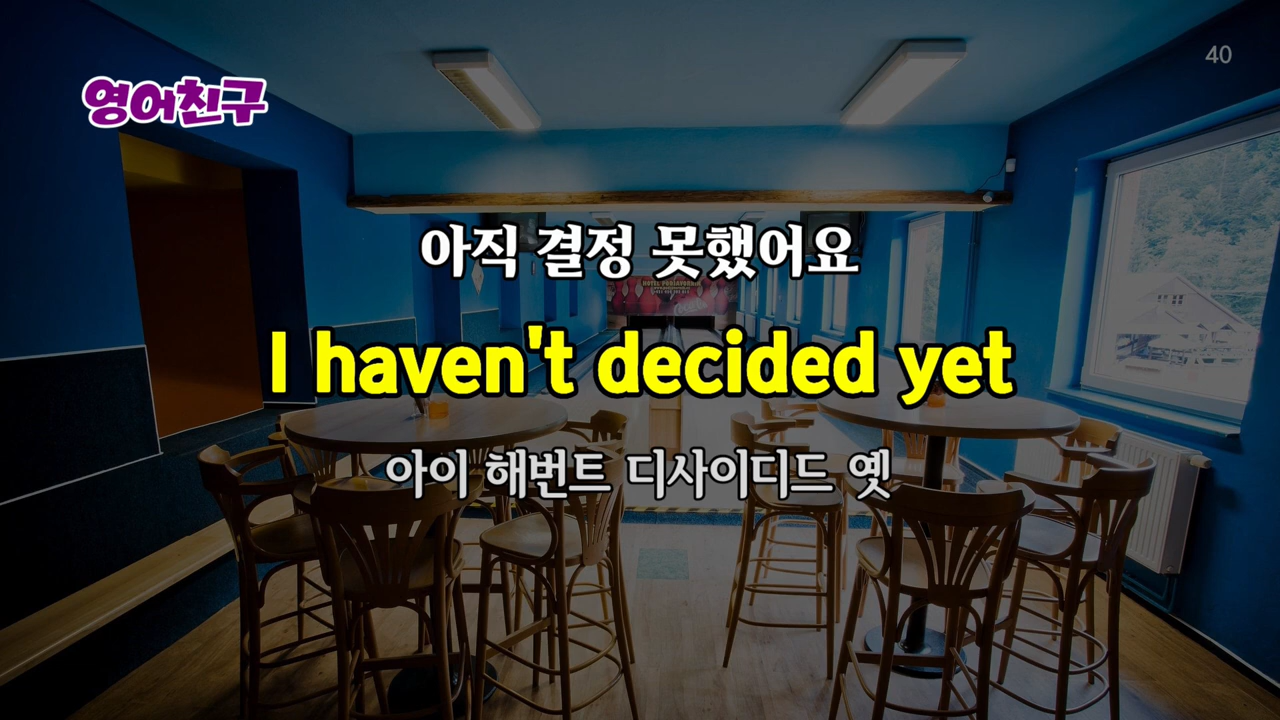 영어친구
40
아직 결정 못했어요
I haven't decided yet
아이 해번트 디사이디드 옛